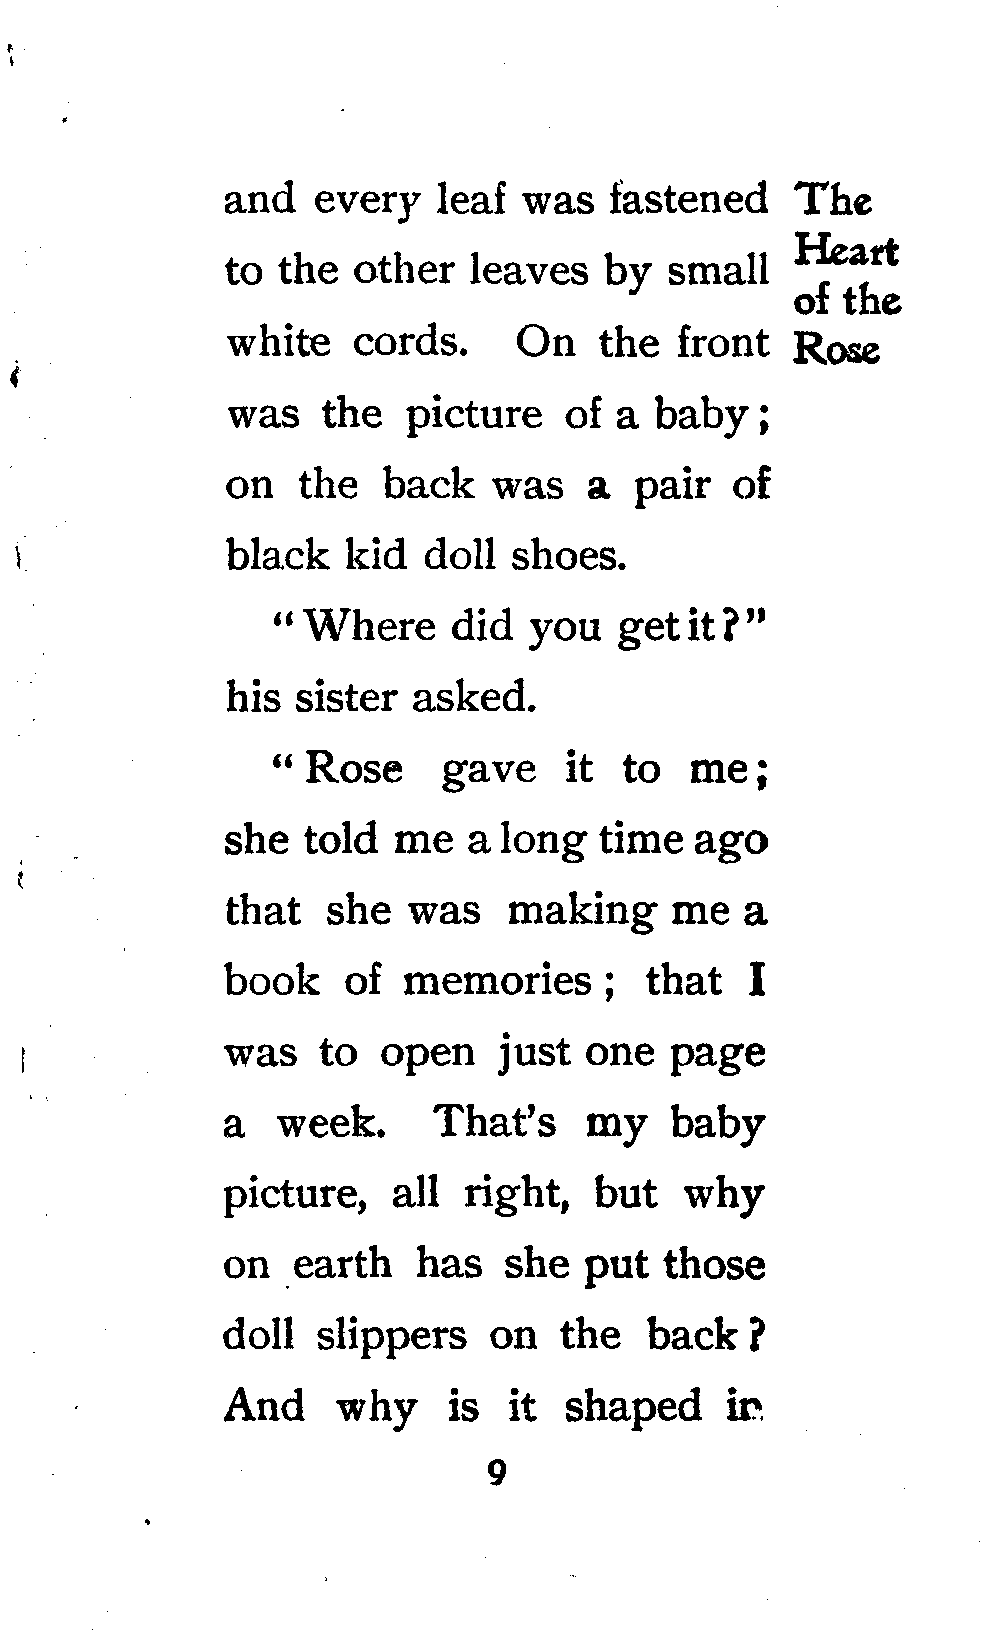 and every leaf was fastened
to the other leaves by small
white cords. On the front
was the picture of a baby;
on the back was a pair of
black kid doll shoes.
"Where did you get it?"
his sister asked.
"Rose gave it to me;
she told me a long time ago
that she was making me a
book of memories; that I
was to open just one page
a week. That's my baby
picture, all right, but why
on earth has she put those
doll slippers on the back?
And why is it shaped in
The
Heart
of the
Rose
9